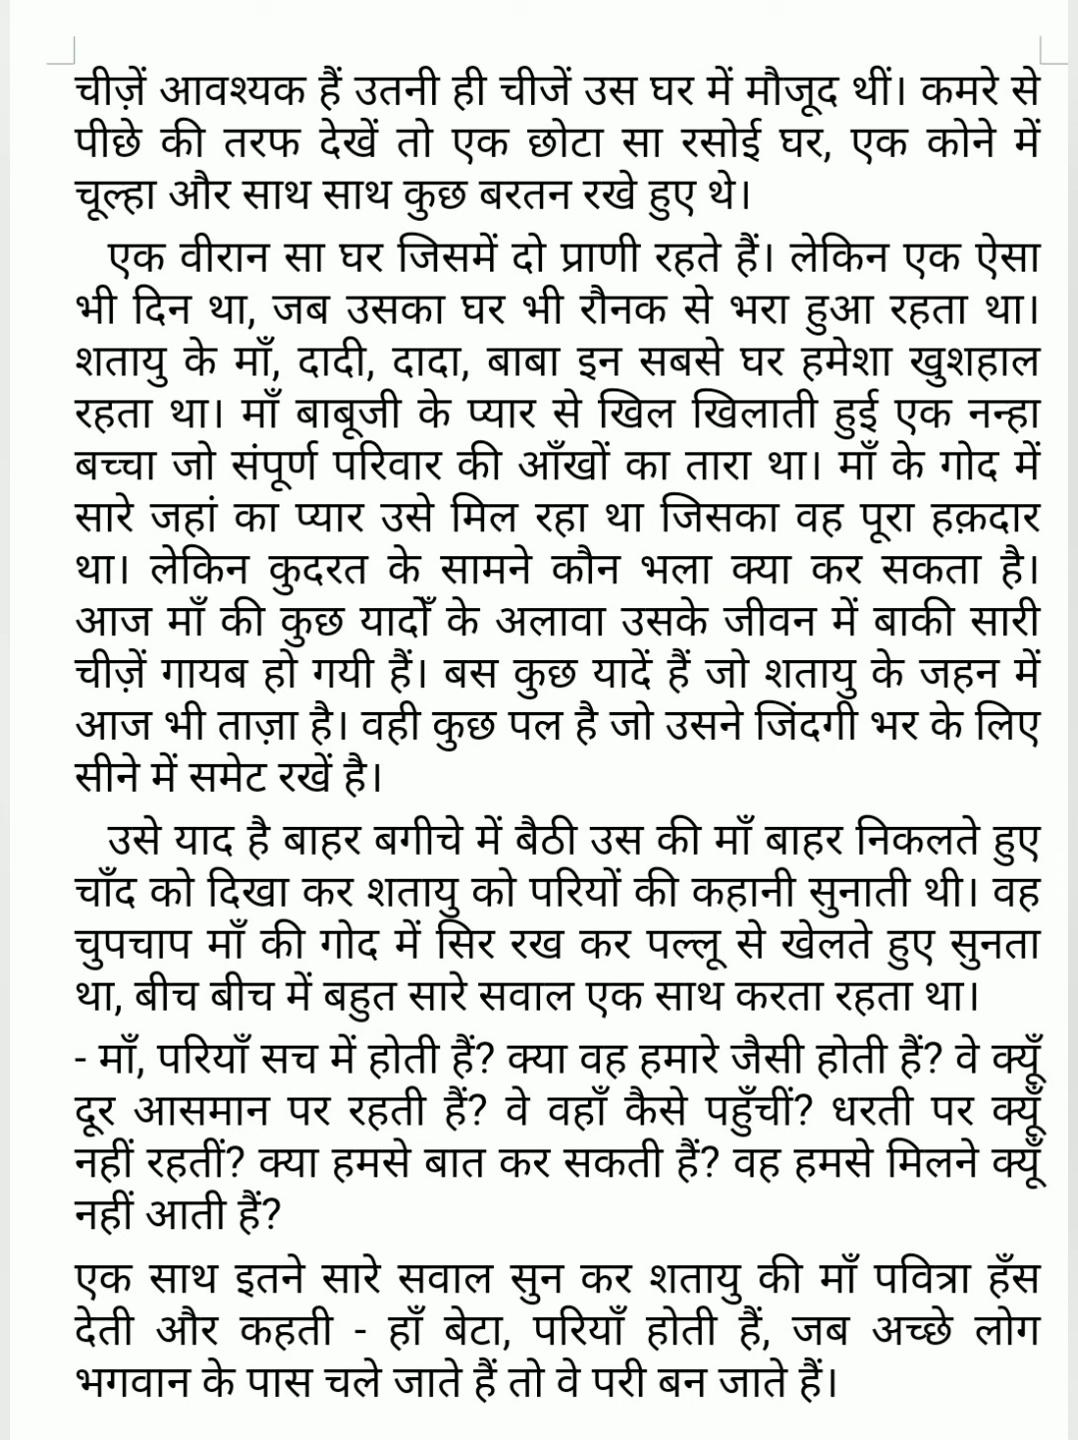 चीज़ें आवश्यक हैं उतनी ही चीजें उस घर में मौजूद थीं। कमरे से
पीछे की तरफ देखें तो एक छोटा सा रसोई घर, एक कोने में
चूल्हा और साथ साथ कुछ बरतन रखे हुए थे।
एक वीरान सा घर जिसमें दो प्राणी रहते हैं। लेकिन एक ऐसा
भी दिन था, जब उसका घर भी रौनक से भरा हुआ रहता था।
शतायु के माँ, दादी, दादा, बाबा इन सबसे घर हमेशा खुशहाल
रहता था। माँ बाबूजी के प्यार से खिल खिलाती हुई एक नन्हा
बच्चा जो संपूर्ण परिवार की आँखों का तारा था। माँ के गोद में
सारे जहां का प्यार उसे मिल रहा था जिसका वह पूरा हक़दार
था। लेकिन कुदरत के सामने कौन भला क्या कर सकता है।
आज माँ की कुछ यादोँ के अलावा उसके जीवन में बाकी सारी
चीज़ें गायब हो गयी हैं। बस कुछ यादें हैं जो शतायु के जहन में
आज भी ताज़ा है। वही कुछ पल है जो उसने जिंदगी भर के लिए
सीने में समेट रखें है।
उसे याद है बाहर बगीचे में बैठी उस की माँ बाहर निकलते हुए
चाँद को दिखा कर शतायु को परियों की कहानी सुनाती थी। वह
चुपचाप माँ की गोद में सिर रख कर पल्लू से खेलते हुए सुनता
था, बीच बीच में बहुत सारे सवाल एक साथ करता रहता था।
- माँ, परियाँ सच में होती हैं? क्या वह हमारे जैसी होती हैं? वे क्यूँ
दूर आसमान पर रहती हैं? वे वहाँ कैसे पहुँचीं? धरती पर क्यूँ
नहीं रहतीं? क्या हमसे बात कर सकती हैं? वह हमसे मिलने क्यूँ
नहीं आती हैं?
एक साथ इतने सारे सवाल सुन कर शतायु की माँ पवित्रा हँस
देती और कहती - हाँ बेटा, परियाँ होती हैं, जब अच्छे लोग
भगवान के पास चले जाते हैं तो वे परी बन जाते हैं।